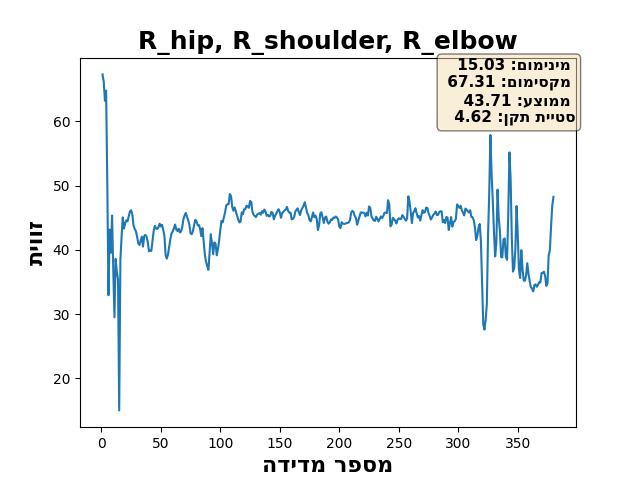 R_hip, R_shoulder, R_elbow
מינימום: 15.03
מקסימום: 67.31
ממוצע: 43.71
סטיית תקן: 4.62
זווית
60
50
40
30
20
0 50 100 150 200 250 300 350
מספר מדידה